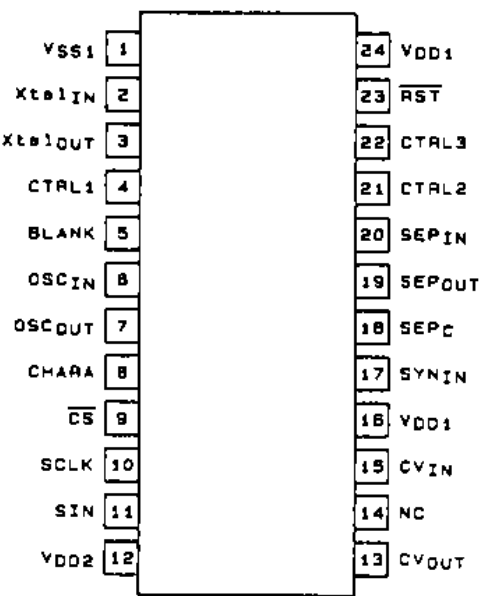 VSS1 1
XtalIN 2
XtalOUT 3
CTRL1 4
BLANK 5
OSCIN 6
OSCOUT 7
CHARA 8
CS 9
SCLK 10
SIN 11
VDD2 12
24 VDD1
23 RST
22 CTRL3
21 CTRL2
20 SEPIN
19 SEPOUT
18 SEPC
17 SYNIN
16 VDD1
15 CVIN
14 NC
13 CVOUT